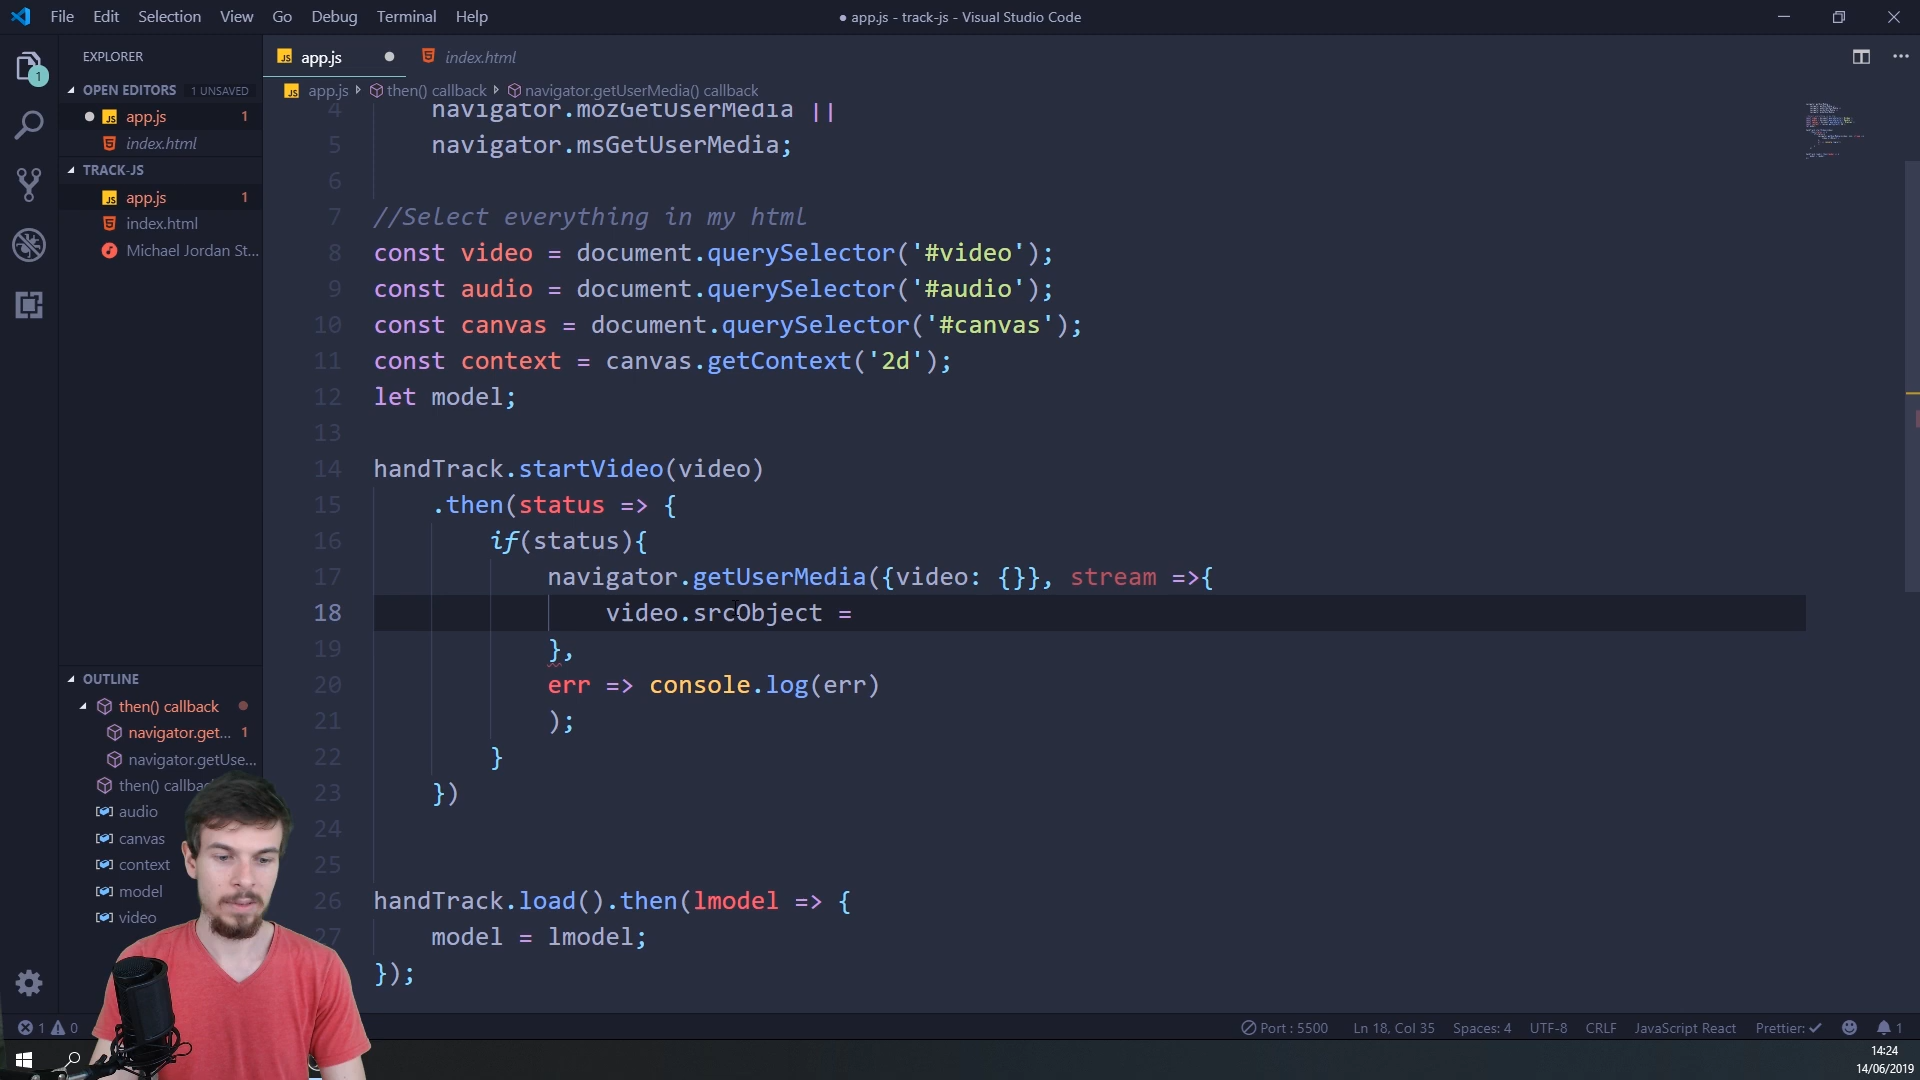 File Edit Selection View Go Debug Terminal Help
● app.js - track-js - Visual Studio Code
EXPLORER
OPEN EDITORS 1 UNSAVED
app.js 1
index.html
TRACK-JS
app.js 1
index.html
Michael Jordan St...
OUTLINE
then() callback
navigator.get... 1
navigator.getUse...
then() callbac
audio
canvas
context
model
video
1
app.js
index.html
app.js then() callback navigator.getUserMedia() callback
4 navigator.mozGetUserMedia ||
5 navigator.msGetUserMedia;
6
7 //Select everything in my html
8 const video = document.querySelector('#video');
9 const audio = document.querySelector('#audio');
10 const canvas = document.querySelector('#canvas');
11 const context = canvas.getContext('2d');
12 let model;
13
14 handTrack.startVideo(video)
15 .then(status => {
16 if(status){
17 navigator.getUserMedia({video: {}}, stream =>{
18 video.srcObject =
19 },
20 err => console.log(err)
21 );
22 }
23 })
24
25
26 handTrack.load().then(lmodel => {
27 model = lmodel;
});
1 0
Port : 5500 Ln 18, Col 35 Spaces: 4 UTF-8 CRLF JavaScript React Prettier: ✓ 1
14:24
14/06/2019